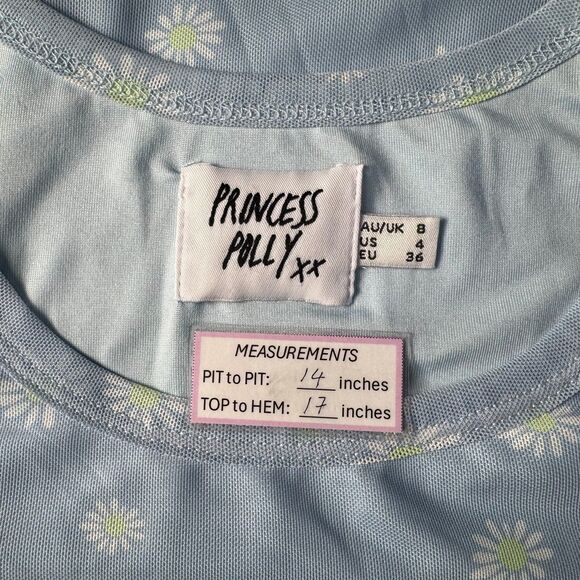 PRINCESS
POLLY xx
AU/UK 8
US 4
EU 36
MEASUREMENTS
PIT to PIT: 14 inches
TOP to HEM: 17 inches